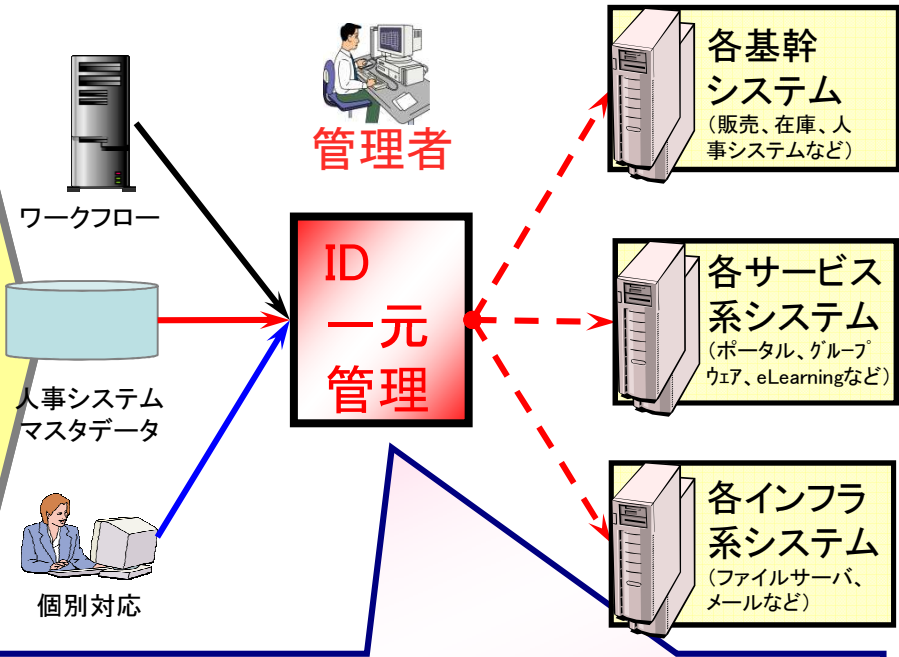 ワークフロー
人事システム
マスタデータ
個別対応
管理者
ID
一元
管理
各基幹
システム
(販売、在庫、人
事システムなど)
各サービス
系システム
(ポータル、グループ
ウェア、eLearningなど)
各インフラ
系システム
(ファイルサーバ、
メールなど)